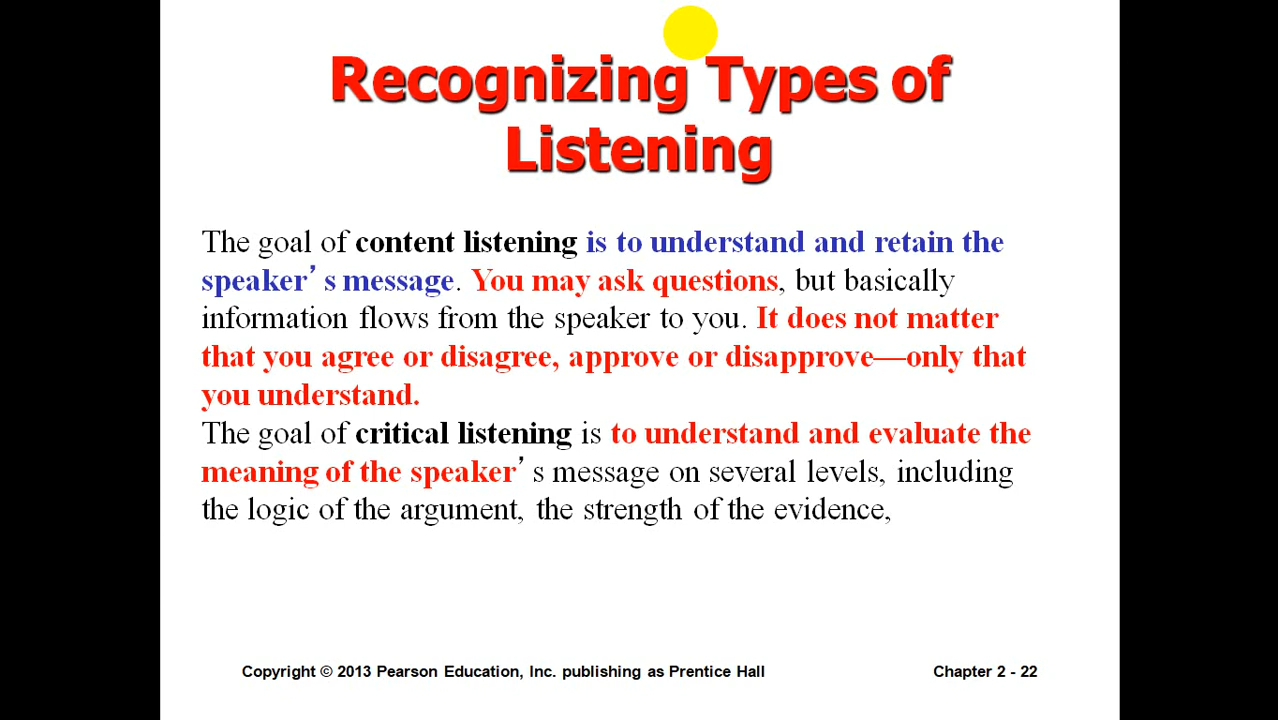 Recognizing Types of
Listening
The goal of content listening is to understand and retain the
speaker’s message. You may ask questions, but basically
information flows from the speaker to you. It does not matter
that you agree or disagree, approve or disapprove—only that
you understand.
The goal of critical listening is to understand and evaluate the
meaning of the speaker’s message on several levels, including
the logic of the argument, the strength of the evidence,
Copyright © 2013 Pearson Education, Inc. publishing as Prentice Hall
Chapter 2 - 22